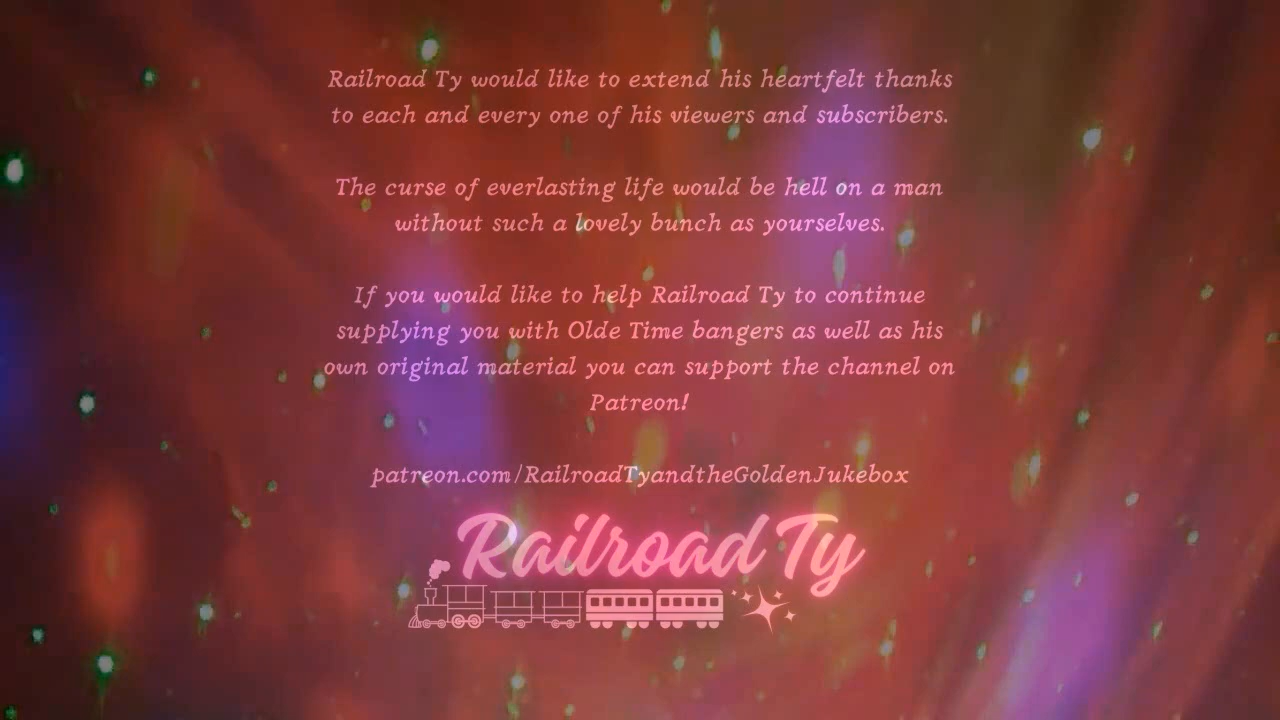 Railroad Ty would like to extend his heartfelt thanks
to each and every one of his viewers and subscribers.
The curse of everlasting life would be hell on a man
without such a lovely bunch as yourselves.
If you would like to help Railroad Ty to continue
supplying you with Olde Time bangers as well as his
own original material you can support the channel on
Patreon!
patreon.com/RailroadTyandtheGoldenJukebox
Railroad Ty